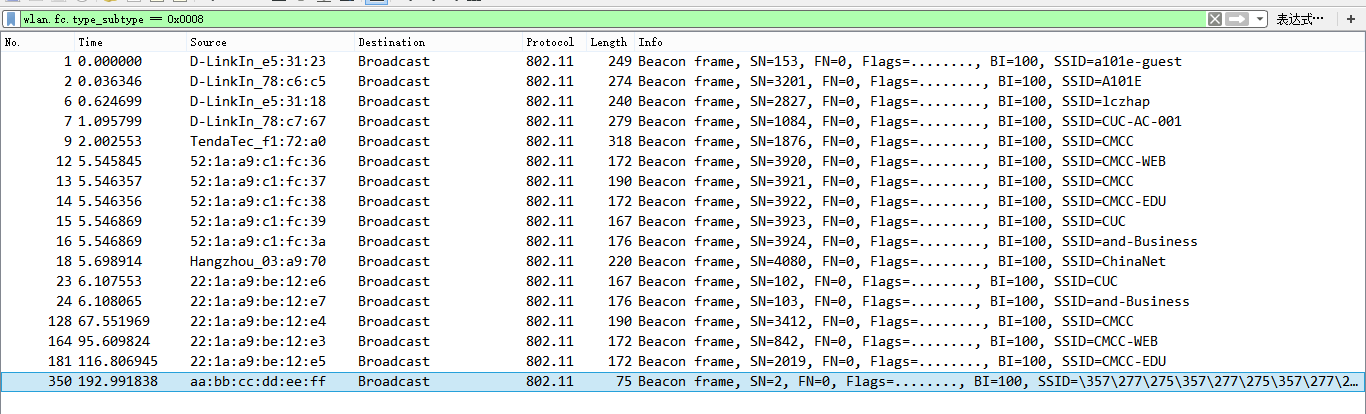 wlan.fc.type_subtype == 0x0008 表达式… +
No. Time Source Destination Protocol Length Info
1 0.000000 D-LinkIn_e5:31:23 Broadcast 802.11 249 Beacon frame, SN=153, FN=0, Flags=........, BI=100, SSID=a101e-guest
2 0.036346 D-LinkIn_78:c6:c5 Broadcast 802.11 274 Beacon frame, SN=3201, FN=0, Flags=........, BI=100, SSID=A101E
6 0.624699 D-LinkIn_e5:31:18 Broadcast 802.11 240 Beacon frame, SN=2827, FN=0, Flags=........, BI=100, SSID=lczhap
7 1.095799 D-LinkIn_78:c7:67 Broadcast 802.11 279 Beacon frame, SN=1084, FN=0, Flags=........, BI=100, SSID=CUC-AC-001
9 2.002553 TendaTec_f1:72:a0 Broadcast 802.11 318 Beacon frame, SN=1876, FN=0, Flags=........, BI=100, SSID=CMCC
12 5.545845 52:1a:a9:c1:fc:36 Broadcast 802.11 172 Beacon frame, SN=3920, FN=0, Flags=........, BI=100, SSID=CMCC-WEB
13 5.546357 52:1a:a9:c1:fc:37 Broadcast 802.11 190 Beacon frame, SN=3921, FN=0, Flags=........, BI=100, SSID=CMCC
14 5.546356 52:1a:a9:c1:fc:38 Broadcast 802.11 172 Beacon frame, SN=3922, FN=0, Flags=........, BI=100, SSID=CMCC-EDU
15 5.546869 52:1a:a9:c1:fc:39 Broadcast 802.11 167 Beacon frame, SN=3923, FN=0, Flags=........, BI=100, SSID=CUC
16 5.546869 52:1a:a9:c1:fc:3a Broadcast 802.11 176 Beacon frame, SN=3924, FN=0, Flags=........, BI=100, SSID=and-Business
18 5.698914 Hangzhou_03:a9:70 Broadcast 802.11 220 Beacon frame, SN=4080, FN=0, Flags=........, BI=100, SSID=ChinaNet
23 6.107553 22:1a:a9:be:12:e6 Broadcast 802.11 167 Beacon frame, SN=102, FN=0, Flags=........, BI=100, SSID=CUC
24 6.108065 22:1a:a9:be:12:e7 Broadcast 802.11 176 Beacon frame, SN=103, FN=0, Flags=........, BI=100, SSID=and-Business
128 67.551969 22:1a:a9:be:12:e4 Broadcast 802.11 190 Beacon frame, SN=3412, FN=0, Flags=........, BI=100, SSID=CMCC
164 95.609824 22:1a:a9:be:12:e3 Broadcast 802.11 172 Beacon frame, SN=842, FN=0, Flags=........, BI=100, SSID=CMCC-WEB
181 116.806945 22:1a:a9:be:12:e5 Broadcast 802.11 172 Beacon frame, SN=2019, FN=0, Flags=........, BI=100, SSID=CMCC-EDU
350 192.991838 aa:bb:cc:dd:ee:ff Broadcast 802.11 75 Beacon frame, SN=2, FN=0, Flags=........, BI=100, SSID=\357\277\275\357\277\275\357\277\2…